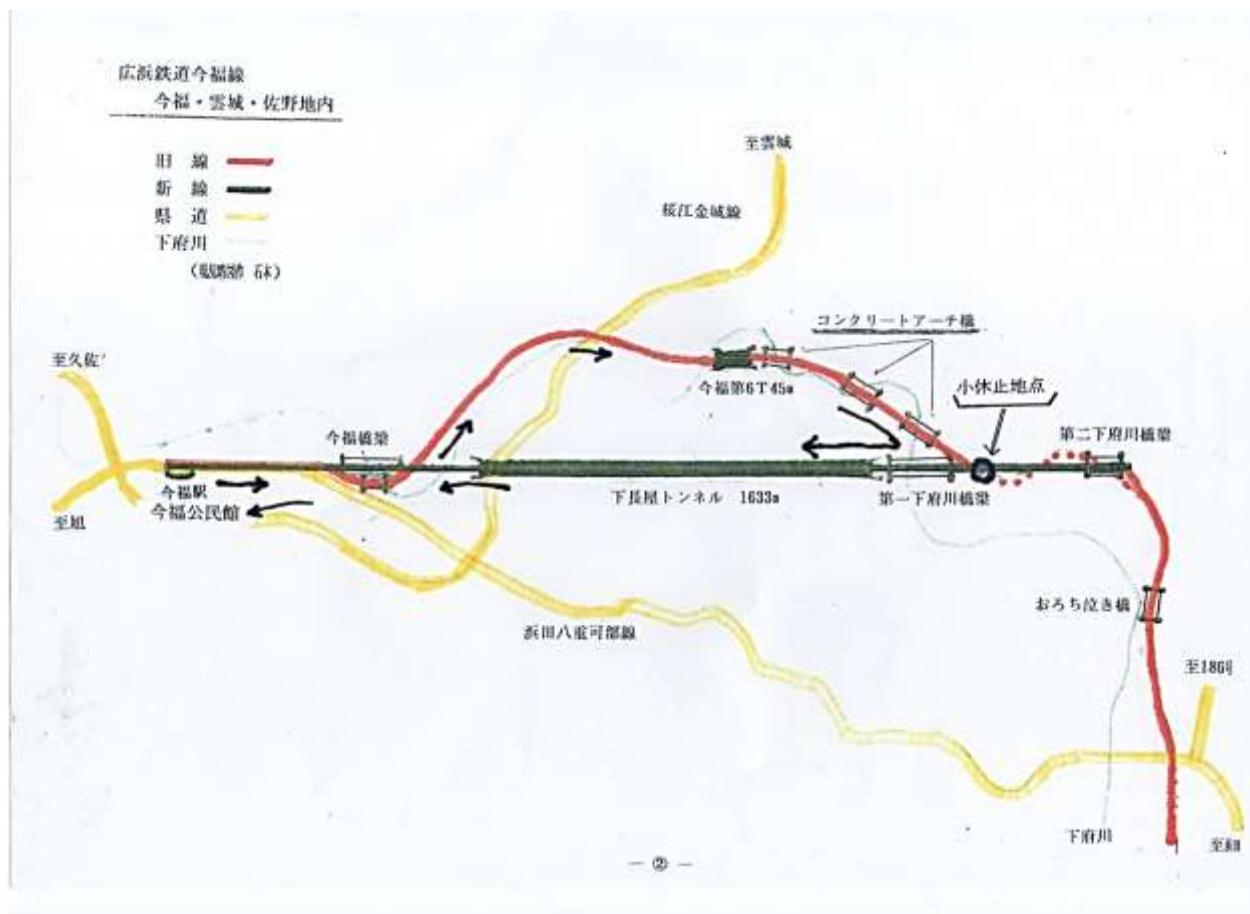 広浜鉄道今福線
今福・雲城・佐野地内
旧 線
新 線
県 道
下府川
至雲城
桜江金城線
コンクリートアーチ橋
至久佐
今福第6T45m
小休止地点
今福橋梁
第二下府川橋梁
今福駅
今福公民館
至旭
下長屋トンネル 1633m
第一下府川橋梁
おろち泣き橋
浜田八重可部線
至186号
下府川
― ② ―